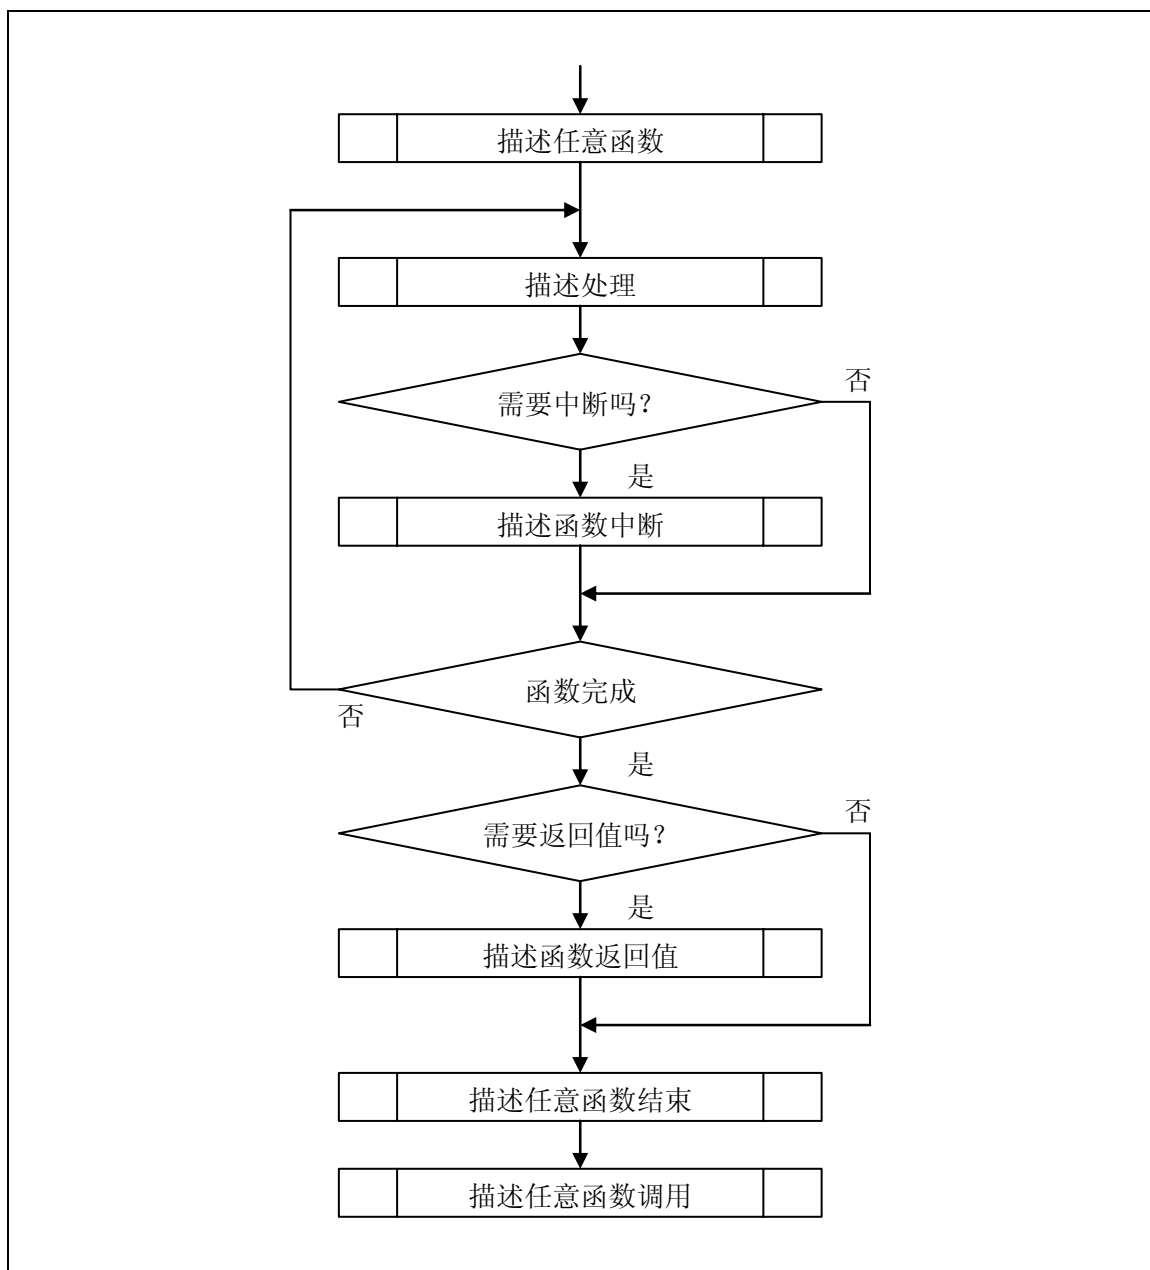 描述任意函数
描述处理
否
需要中断吗？
是
描述函数中断
函数完成
否
是
否
需要返回值吗？
是
描述函数返回值
描述任意函数结束
描述任意函数调用